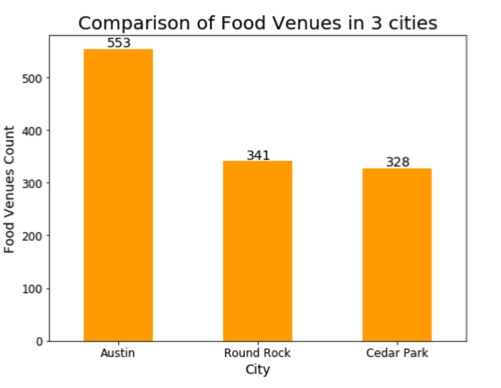 Comparison of Food Venues in 3 cities
553
341
328
Food Venues Count
500
400
300
200
100
0
Austin
Round Rock
Cedar Park
City